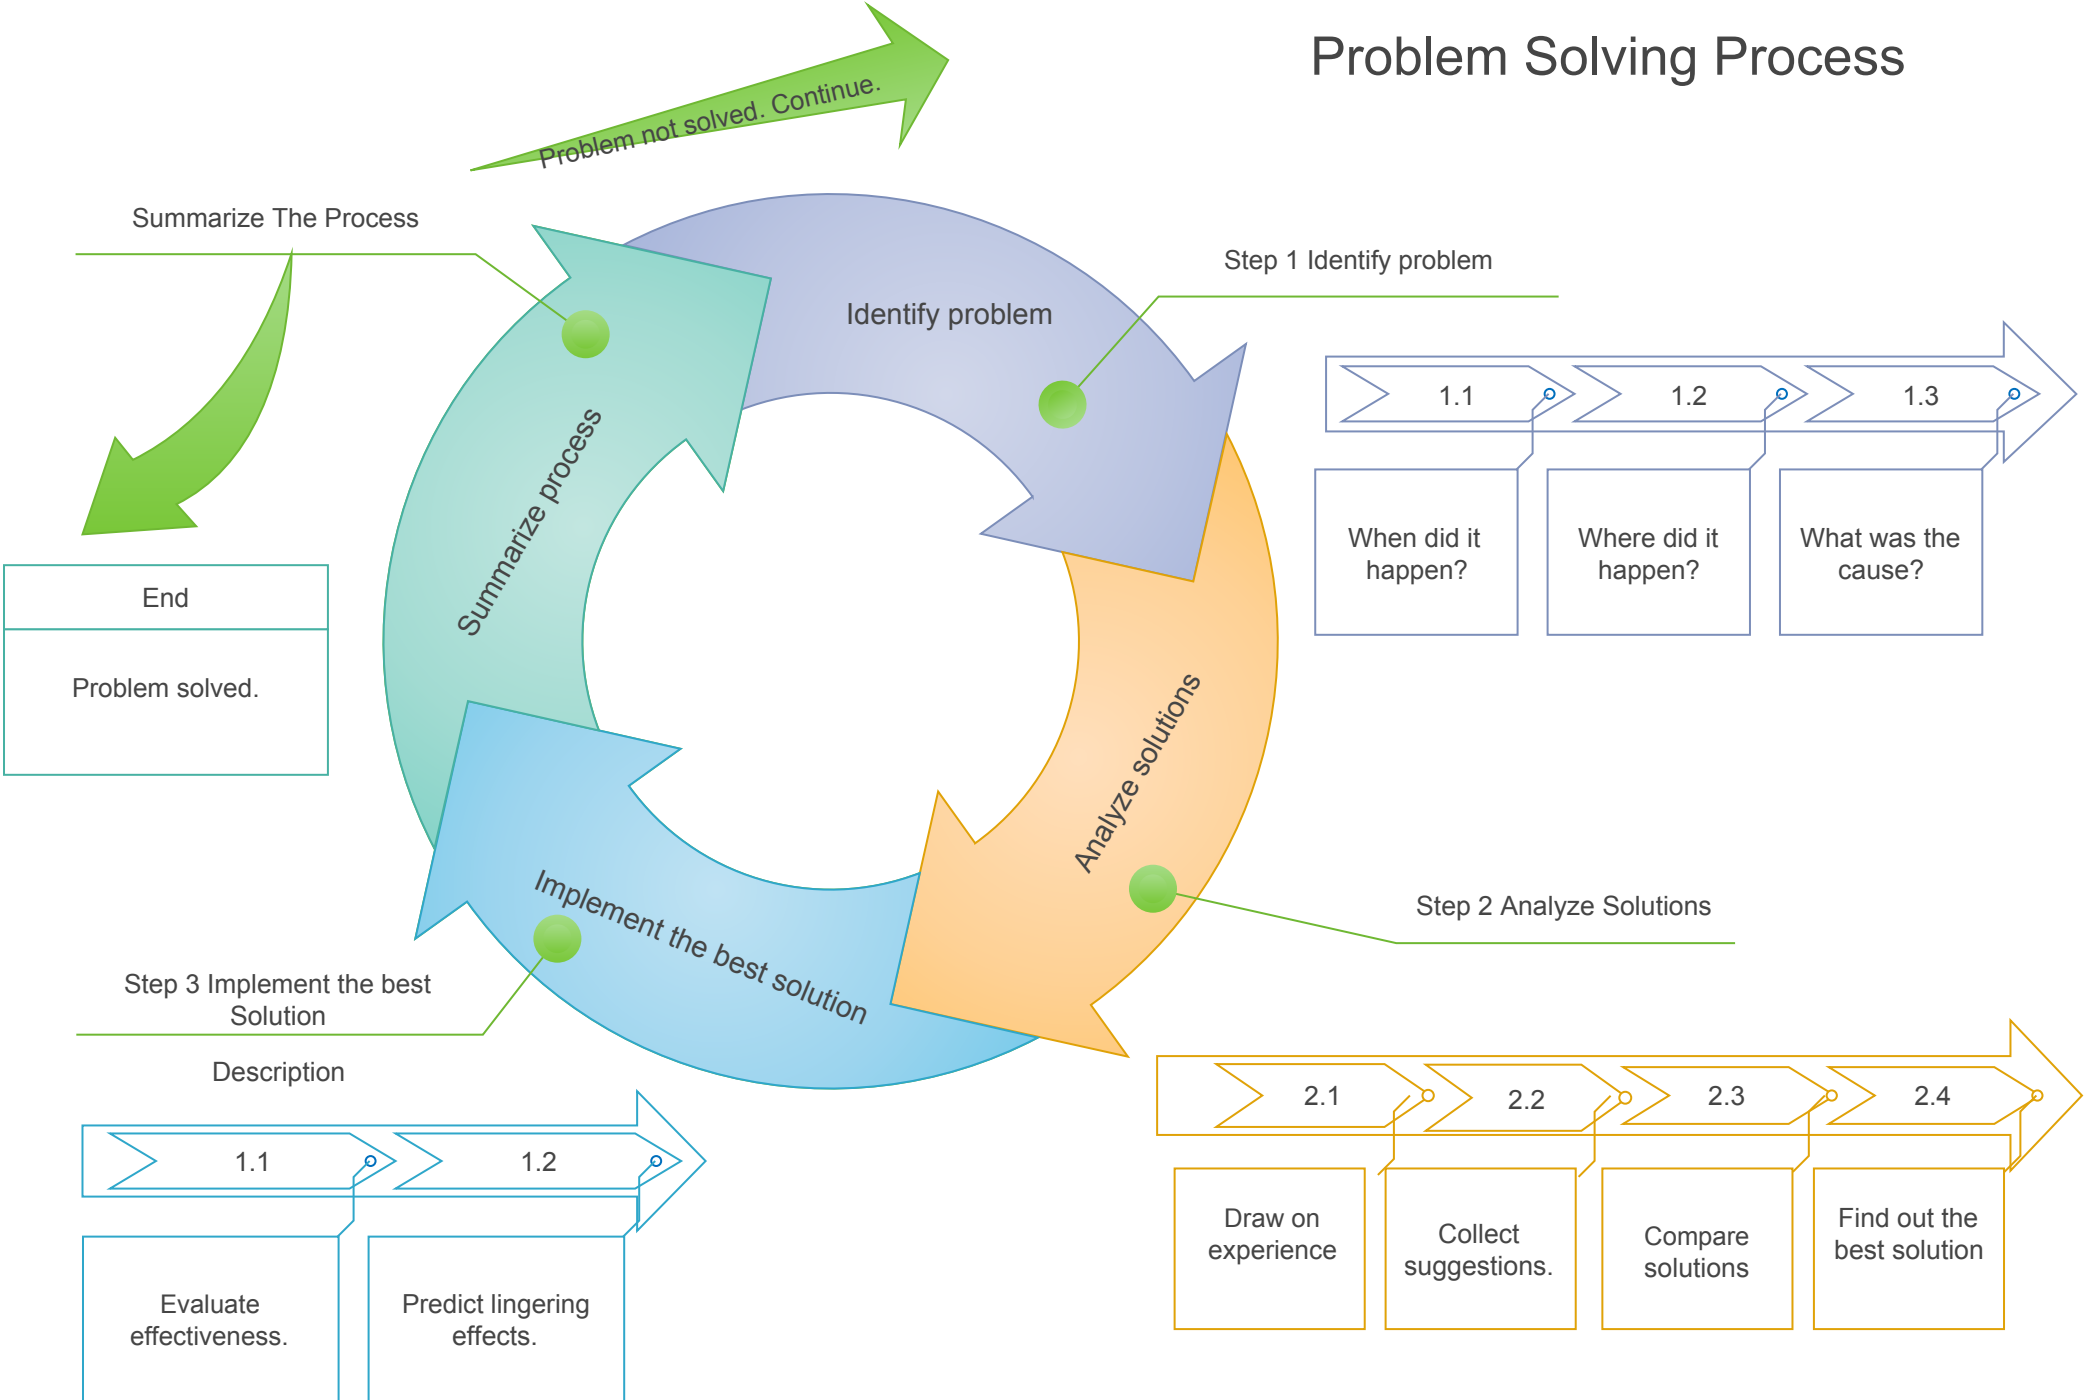 Problem Solving Process
Problem not solved. Continue.
Summarize The Process
Step 1 Identify problem
Identify problem
1.1
1.2
1.3
When did it
happen?
Where did it
happen?
What was the
cause?
Summarize process
End
Problem solved.
Analyze solutions
Step 2 Analyze Solutions
Implement the best solution
Step 3 Implement the best
Solution
Description
2.1
2.2
2.3
2.4
Draw on
experience
Collect
suggestions.
Compare
solutions
Find out the
best solution
1.1
1.2
Evaluate
effectiveness.
Predict lingering
effects.